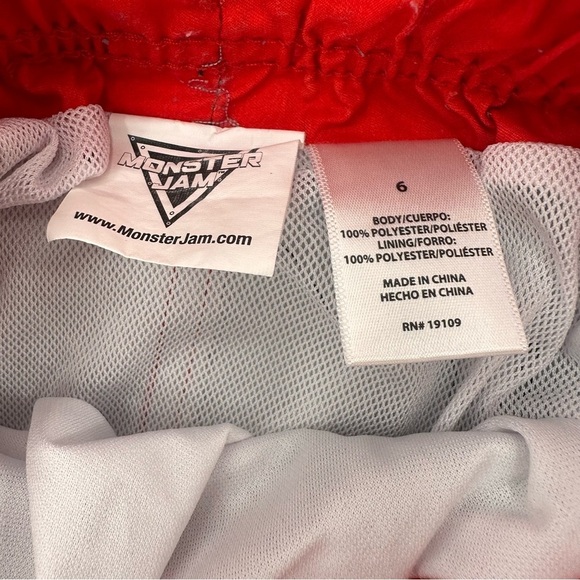 MONSTER
JAM
www.MonsterJam.com
6
BODY/CUERPO:
100% POLYESTER/POLIÉSTER
LINING/FORRO:
100% POLYESTER/POLIÉSTER
MADE IN CHINA
HECHO EN CHINA
RN# 19109